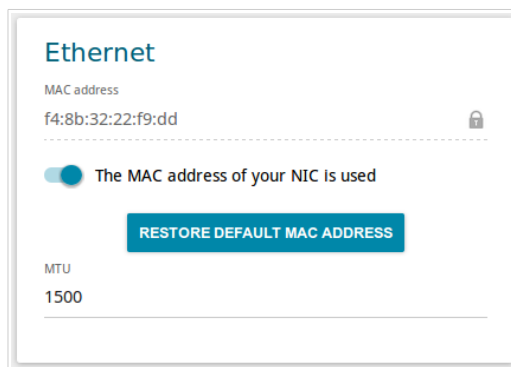 Ethernet
MAC address
f4:8b:32:22:f9:dd
The MAC address of your NIC is used
RESTORE DEFAULT MAC ADDRESS
MTU
1500